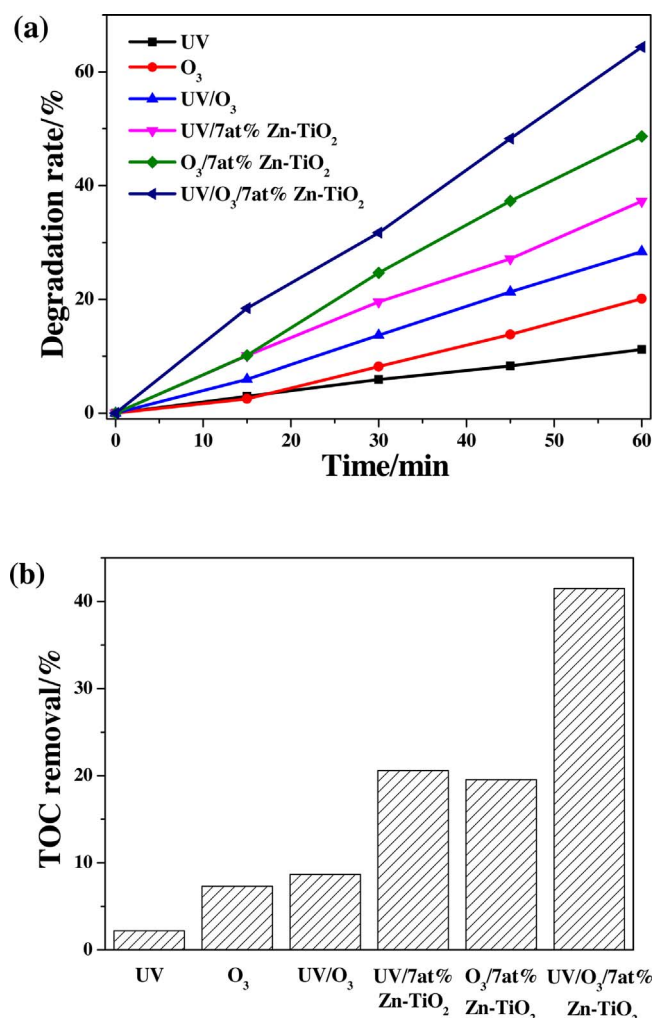 (a)
UV
O₃
UV/O₃
UV/7at% Zn-TiO₂
O₃/7at% Zn-TiO₂
UV/O₃/7at% Zn-TiO₂
Degradation rate/%
60
40
20
0
0 10 20 30 40 50 60
Time/min
(b)
TOC removal/%
40
30
20
10
0
UV O₃ UV/O₃ UV/7at% O₃/7at% UV/O₃/7at%
Zn-TiO₂ Zn-TiO₂ Zn-TiO₂